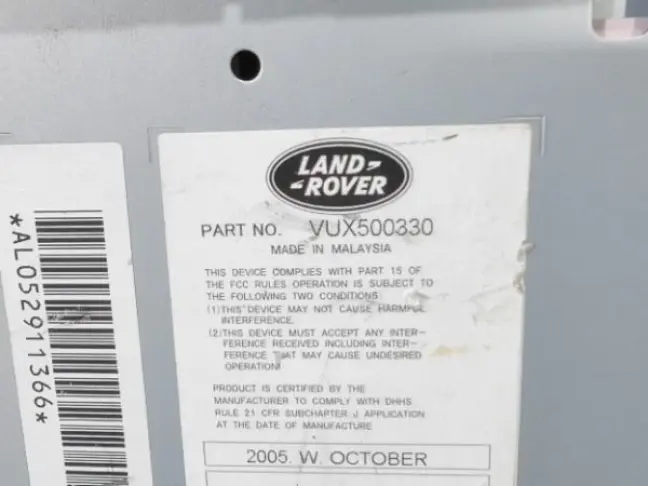 *AL052911366*
LAND-
-ROVER
PART NO. VUX500330
MADE IN MALAYSIA
THIS DEVICE COMPLIES WITH PART 15 OF
THE FCC RULES OPERATION IS SUBJECT TO
THE FOLLOWING TWO CONDITIONS
(1)THIS DEVICE MAY NOT CAUSE HARMFUL
INTERFERENCE.
(2)THIS DEVICE MUST ACCEPT ANY INTER-
FERENCE RECEIVED INCLUDING INTER-
FERENCE THAT MAY CAUSE UNDESIRED
OPERATION
PRODUCT IS CERTIFIED BY THE
MANUFACTURER TO COMPLY WITH DHHS
RULE 21 CFR SUBCHAPTER J APPLICATION
AT THE DATE OF MANUFACTURE
2005. W. OCTOBER